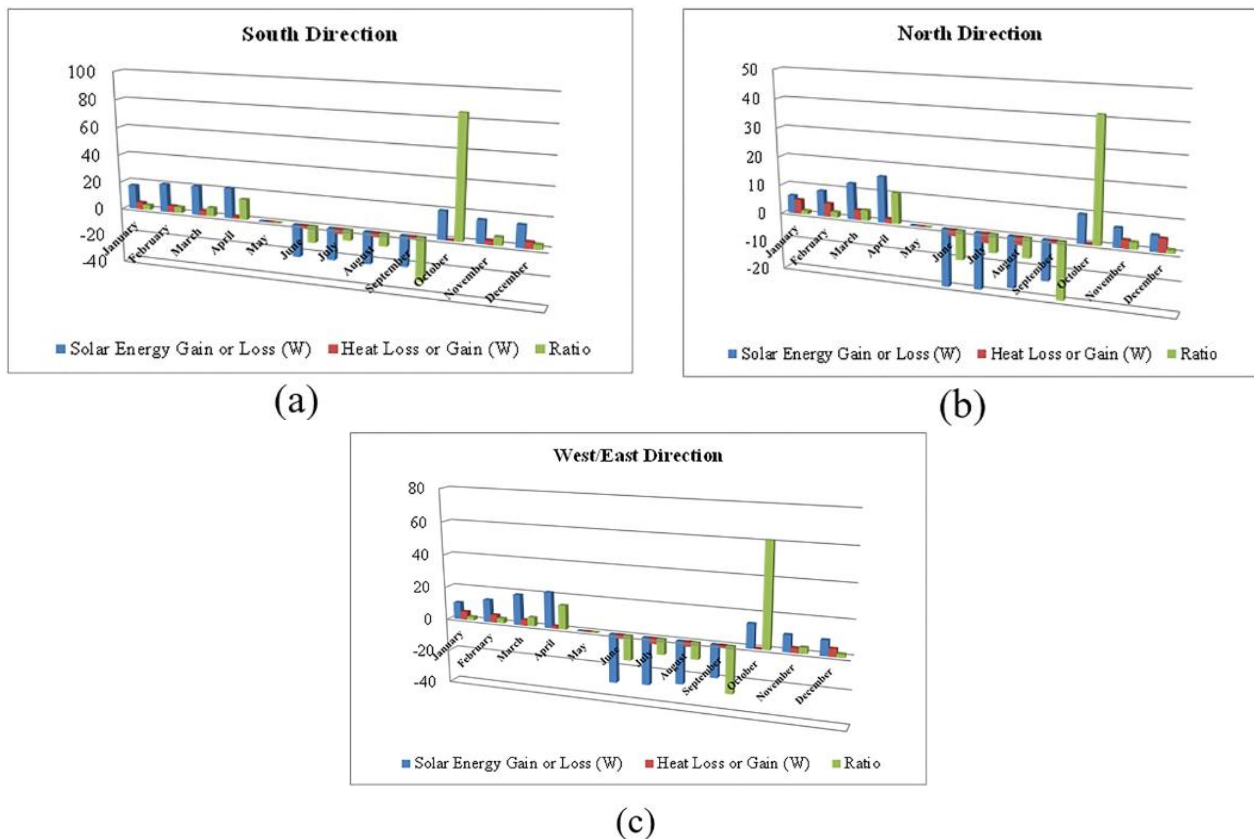 South Direction
100
80
60
40
20
0
-20
-40
January
February
March
April
May
June
July
August
September
October
November
December
Solar Energy Gain or Loss (W) Heat Loss or Gain (W) Ratio
(a)
North Direction
50
40
30
20
10
0
-10
-20
January
February
March
April
May
June
July
August
September
October
November
December
Solar Energy Gain or Loss (W) Heat Loss or Gain (W) Ratio
(b)
West/East Direction
80
60
40
20
0
-20
-40
January
February
March
April
May
June
July
August
September
October
November
December
Solar Energy Gain or Loss (W) Heat Loss or Gain (W) Ratio
(c)